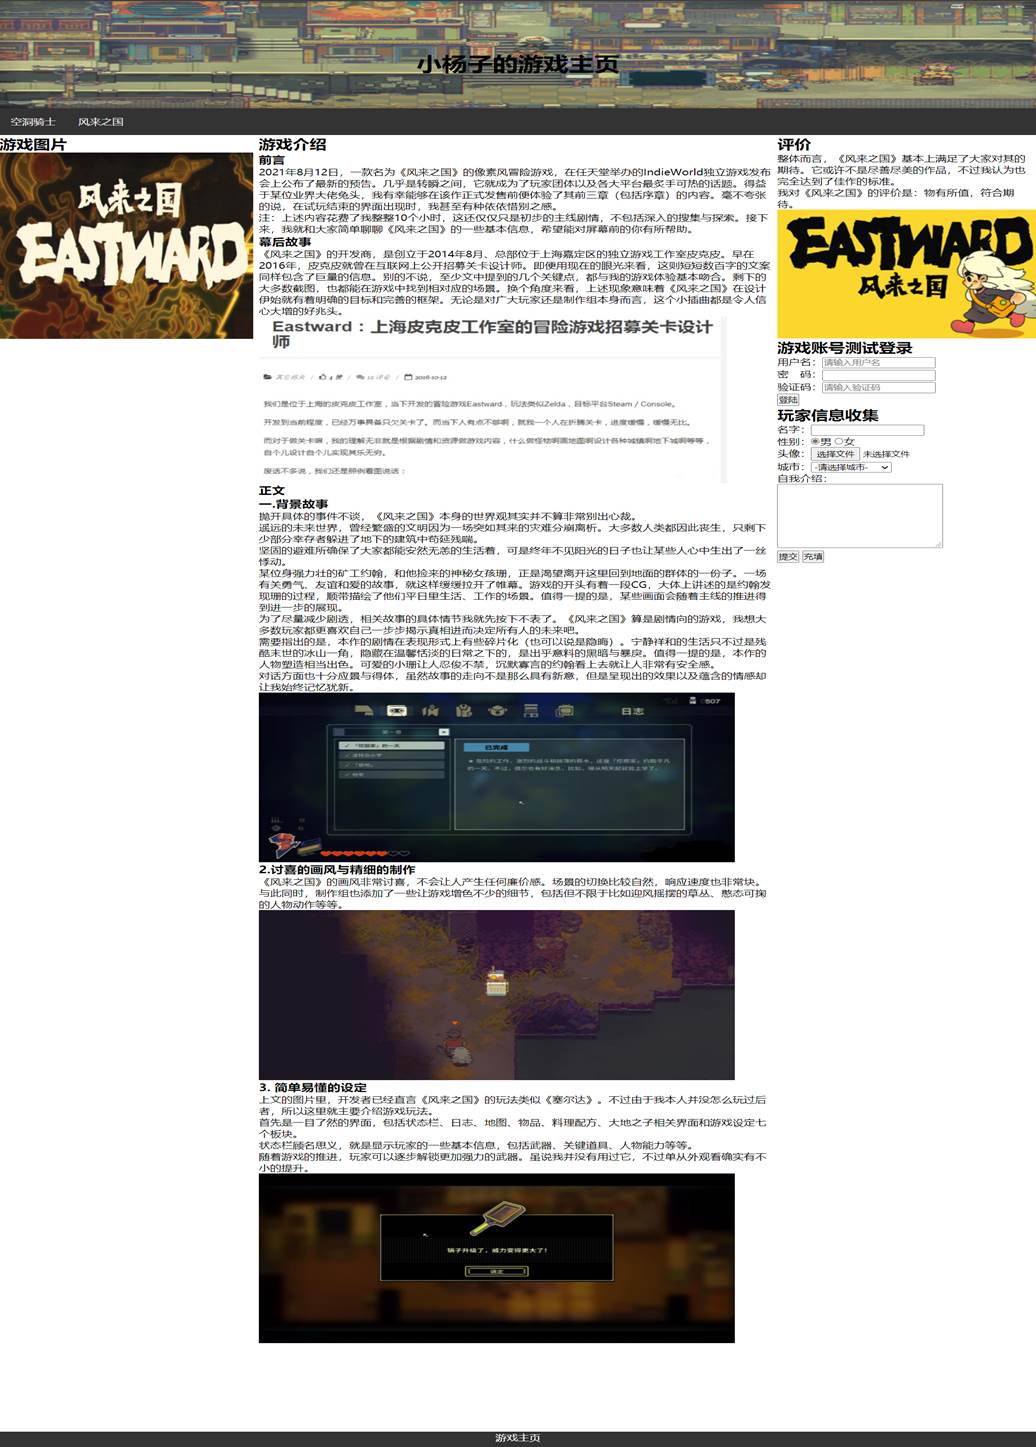 小杨子的游戏主页
空洞骑士 风来之国
游戏图片
风来之国
EASTWARD
游戏介绍
前言
2021年8月12日，一款名为《风来之国》的像素风冒险游戏，在任天堂举办的IndieWorld独立游戏发布
会上公布了最新的预告。几乎是转瞬之间，它就成为了玩家团体以及各大平台最炙手可热的话题。得益
于某位业界大佬兔头，我有幸能够在该作正式发售前便体验了其前三章（包括序章）的内容。毫不夸张
的说，在试玩结束的界面出现时，我甚至有种依依惜别之感。
注：上述内容花费了我整整10个小时，这还仅仅只是初步的主线剧情，不包括深入的搜集与探索。接下
来，我就和大家简单聊聊《风来之国》的一些基本信息，希望能对屏幕前的你有所帮助。
幕后故事
《风来之国》的开发商，是创立于2014年8月、总部位于上海嘉定区的独立游戏工作室皮克皮。早在
2016年，皮克皮就曾在互联网上公开招募关卡设计师。即便用现在的眼光来看，这则短短数百字的文案
同样包含了巨量的信息。别的不说，至少文中提到的几个关键点，都与我的游戏体验基本吻合。剩下的
大多数截图，也都能在游戏中找到相对应的场景。换个角度来看，上述现象意味着《风来之国》在设计
伊始就有着明确的目标和完善的框架。无论是对广大玩家还是制作组本身而言，这个小插曲都是令人信
心大增的好兆头。
Eastward：上海皮克皮工作室的冒险游戏招募关卡设计
师
其它相关 / 4 赞 / 12 评论 / 2016-10-12
我们是位于上海的皮克皮工作室，当下开发的冒险游戏Eastward，玩法类似Zelda，目标平台Steam / Console。
开发到当前程度，已经万事具备只欠关卡了。而当下人有点不够啊，就我一个人在折腾关卡，进度缓慢，缓慢无比。
而对于做关卡嘛，我的理解无非就是根据剧情和资源做游戏内容，什么做怪物啊画地图啊设计各种城镇啊地下城啊等等，
自个儿设计自个儿实现其乐无穷。
废话不多说，我们还是照例看图说话：
正文
一.背景故事
抛开具体的事件不谈，《风来之国》本身的世界观其实并不算非常别出心裁。
遥远的未来世界，曾经繁盛的文明因为一场突如其来的灾难分崩离析。大多数人类都因此丧生，只剩下
少部分幸存者躲进了地下的建筑中苟延残喘。
坚固的避难所确保了大家都能安然无恙的生活着，可是终年不见阳光的日子也让某些人心中生出了一丝
悸动。
某位身强力壮的矿工约翰，和他捡来的神秘女孩珊，正是渴望离开这里回到地面的群体的一份子。一场
有关勇气、友谊和爱的故事，就这样缓缓拉开了帷幕。游戏的开头有着一段CG，大体上讲述的是约翰发
现珊的过程，顺带描绘了他们平日里生活、工作的场景。值得一提的是，某些画面会随着主线的推进得
到进一步的展现。
为了尽量减少剧透，相关故事的具体情节我就先按下不表了。《风来之国》算是剧情向的游戏，我想大
多数玩家都更喜欢自己一步步揭示真相进而决定所有人的未来吧。
需要指出的是，本作的剧情在表现形式上有些碎片化（也可以说是隐晦）。宁静祥和的生活只不过是残
酷末世的冰山一角，隐藏在温馨恬淡的日常之下的，是出乎意料的黑暗与暴戾。值得一提的是，本作的
人物塑造相当出色。可爱的小珊让人忍俊不禁，沉默寡言的约翰看上去就让人非常有安全感。
对话方面也十分应景与得体，虽然故事的走向不是那么具有新意，但是呈现出的效果以及蕴含的情感却
让我始终记忆犹新。
日志
507
已完成
2.讨喜的画风与精细的制作
《风来之国》的画风非常讨喜，不会让人产生任何廉价感。场景的切换比较自然，响应速度也非常快。
与此同时，制作组也添加了一些让游戏增色不少的细节，包括但不限于比如迎风摇摆的草丛、憨态可掬
的人物动作等等。
3. 简单易懂的设定
上文的图片里，开发者已经直言《风来之国》的玩法类似《塞尔达》。不过由于我本人并没怎么玩过后
者，所以这里就主要介绍游戏玩法。
首先是一目了然的界面，包括状态栏、日志、地图、物品、料理配方、大地之子相关界面和游戏设定七
个板块。
状态栏顾名思义，就是显示玩家的一些基本信息，包括武器、关键道具、人物能力等等。
随着游戏的推进，玩家可以逐步解锁更加强力的武器。虽说我并没有用过它，不过单从外观看确实有不
小的提升。
锅子升级了，威力变得更大了！
确定
评价
整体而言，《风来之国》基本上满足了大家对其的
期待。它或许不是尽善尽美的作品，不过我认为也
完全达到了佳作的标准。
我对《风来之国》的评价是：物有所值，符合期
待。
EASTWARD
风来之国
游戏账号测试登录
用户名：请输入用户名
密 码：
验证码：请输入验证码
登陆
玩家信息收集
名字：
性别：男 女
头像：选择文件 未选择文件
城市：-请选择城市-
自我介绍：
提交 充填
游戏主页